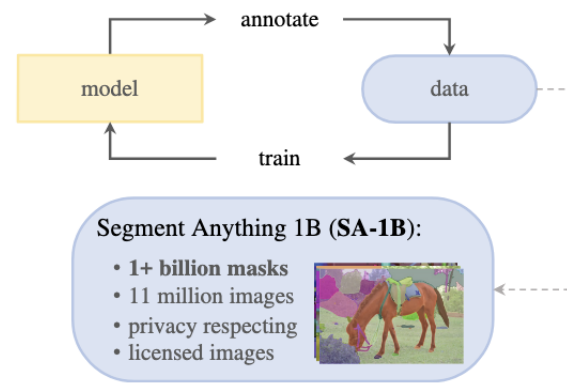 annotate
model
data
train
Segment Anything 1B (SA-1B):
• 1+ billion masks
• 11 million images
• privacy respecting
• licensed images